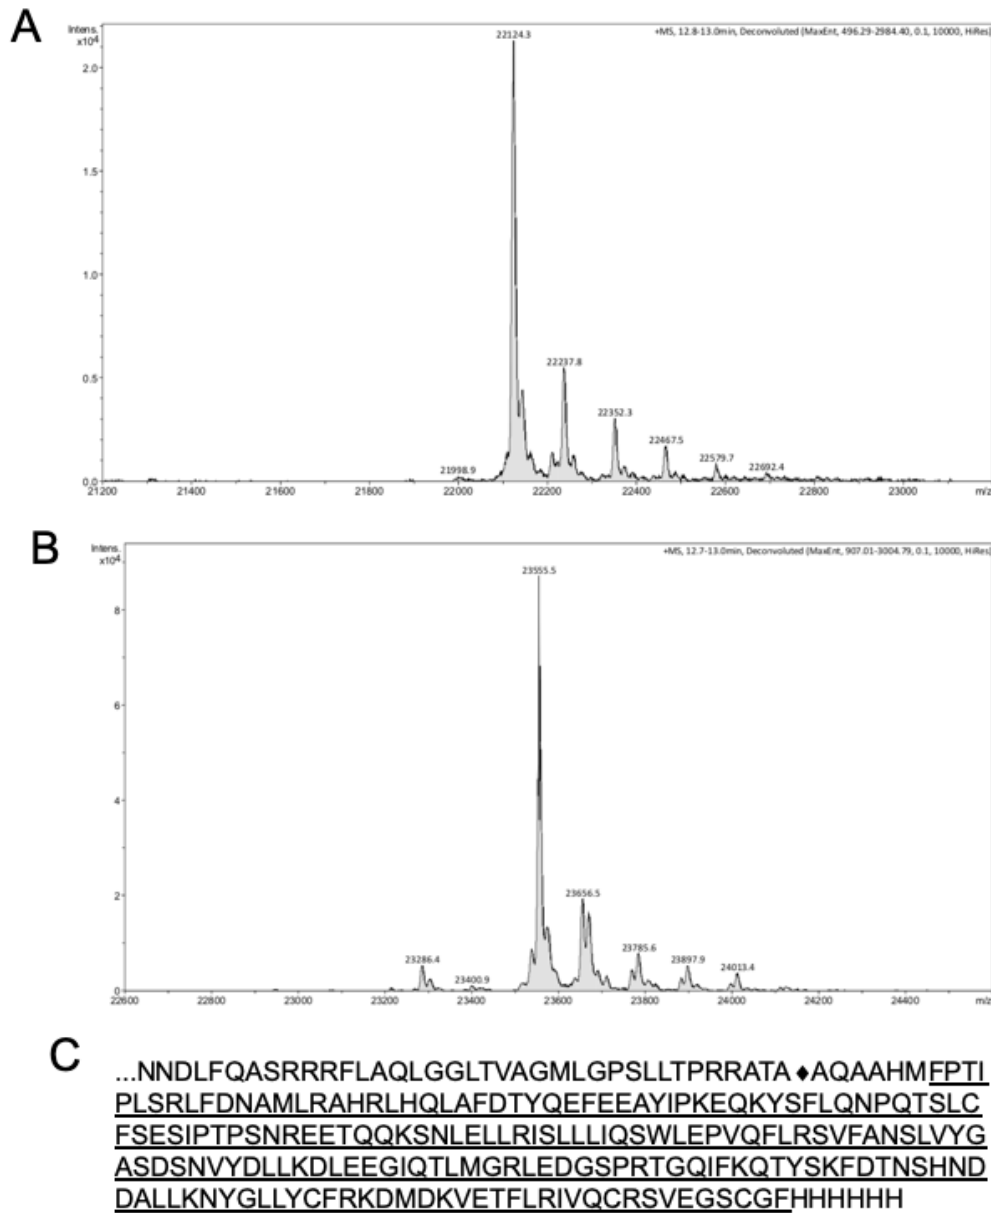 A
Intens.
x10⁴
+MS, 12.8-13.0min, Deconvoluted (MaxEnt, 496.29-2984.40, 0.1, 10000, HiRes)
22124.3
2.0
1.5
1.0
0.5
0.0
21998.9
22237.8
22352.3
22467.5
22579.7
22692.4
21200 21400 21600 21800 22000 22200 22400 22600 22800 23000 m/z
B
Intens.
x10⁴
+MS, 12.7-13.0min, Deconvoluted (MaxEnt, 907.01-3004.79, 0.1, 10000, HiRes)
23555.5
8
6
4
2
0
23286.4
23400.9
23656.5
23785.6
23897.9
24013.4
22600 22800 23000 23200 23400 23600 23800 24000 24200 24400 m/z
C
...NNDLFQASRRRFLAQLGGLTVAGMLGPSLLTPRRATA♦AQAAHMFPTI
PLSRLFDNAMLRAHRLHQLAFDTYQEFEEAYIPKEQKYSFLQNPQTSLC
FSESIPTPSNREETQQKSNLELLRISLLLIQSWLEPVQFLRSVFANSLVYG
ASDSNVYDLLKDLEEGIQTLMGRLEDGSPRTGQIFKQTYSKFDTNSHND
DALLKNYGLLYCFRKDMDKVETFLRIVQCRSVEGSCGFHHHHHH